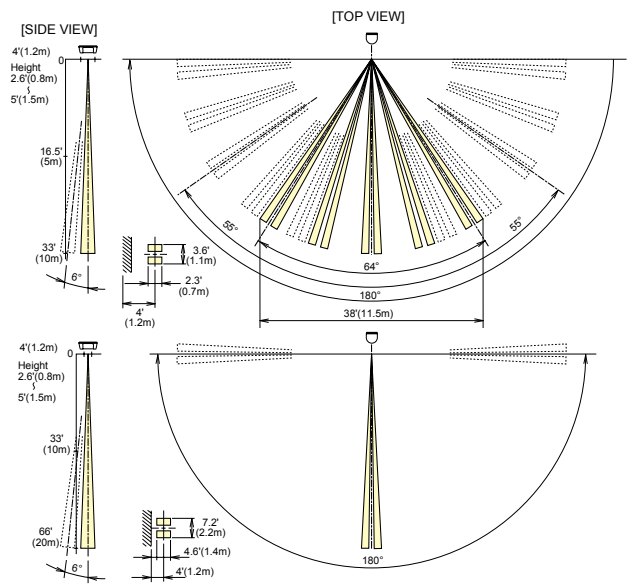 [SIDE VIEW]
[TOP VIEW]
4'(1.2m)
0
Height
2.6'(0.8m)
∫
5'(1.5m)
16.5'
(5m)
33'
(10m)
6°
3.6'
(1.1m)
2.3'
(0.7m)
4'
(1.2m)
55°
55°
64°
180°
38'(11.5m)
4'(1.2m)
0
Height
2.6'(0.8m)
∫
5'(1.5m)
33'
(10m)
66'
(20m)
6°
7.2'
(2.2m)
4.6'(1.4m)
4'(1.2m)
180°